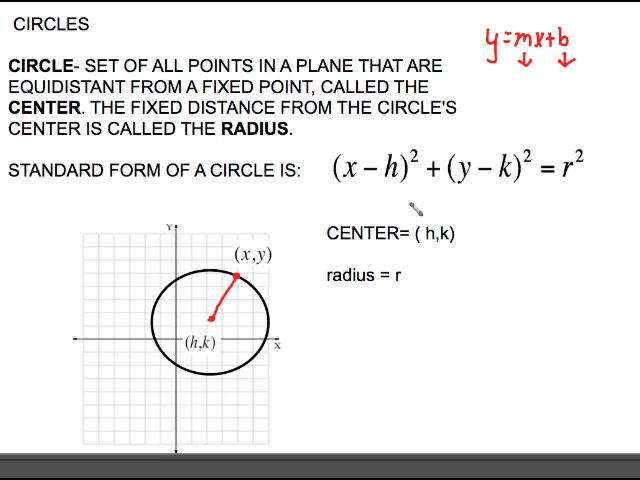 CIRCLES
y=mx+b
CIRCLE- SET OF ALL POINTS IN A PLANE THAT ARE
EQUIDISTANT FROM A FIXED POINT, CALLED THE
CENTER. THE FIXED DISTANCE FROM THE CIRCLE'S
CENTER IS CALLED THE RADIUS.
STANDARD FORM OF A CIRCLE IS: (x – h)² + (y – k)² = r²
CENTER= ( h,k)
radius = r
Y
(x,y)
(h,k)
X